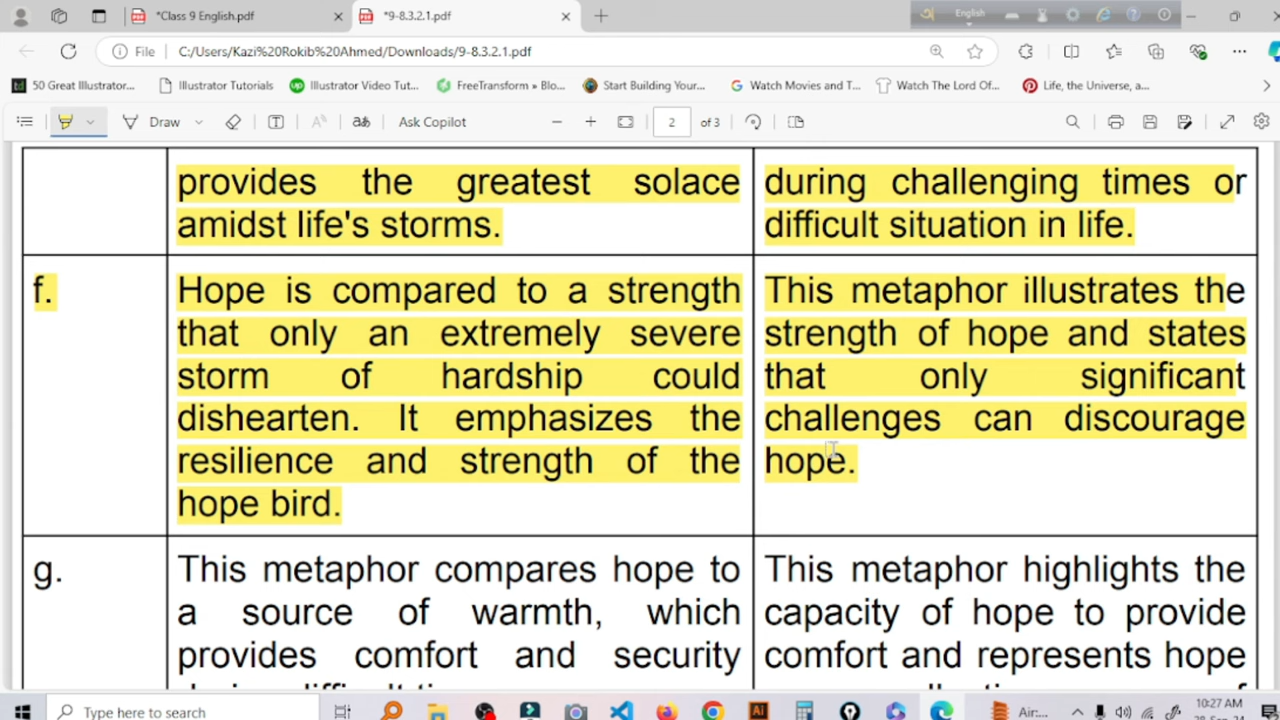 *Class 9 English.pdf
*9-8.3.2.1.pdf
English
File C:/Users/Kazi%20Rokib%20Ahmed/Downloads/9-8.3.2.1.pdf
50 Great Illustrator...
Illustrator Tutorials
Illustrator Video Tut...
FreeTransform » Blo...
Start Building Your...
Watch Movies and T...
Watch The Lord Of...
Life, the Universe, a...
Draw
Ask Copilot
2 of 3
provides the greatest solace
amidst life's storms.
during challenging times or
difficult situation in life.
f.
Hope is compared to a strength
that only an extremely severe
storm of hardship could
dishearten. It emphasizes the
resilience and strength of the
hope bird.
This metaphor illustrates the
strength of hope and states
that only significant
challenges can discourage
hope.
g.
This metaphor compares hope to
a source of warmth, which
provides comfort and security
This metaphor highlights the
capacity of hope to provide
comfort and represents hope
Type here to search
Air:...
10:27 AM